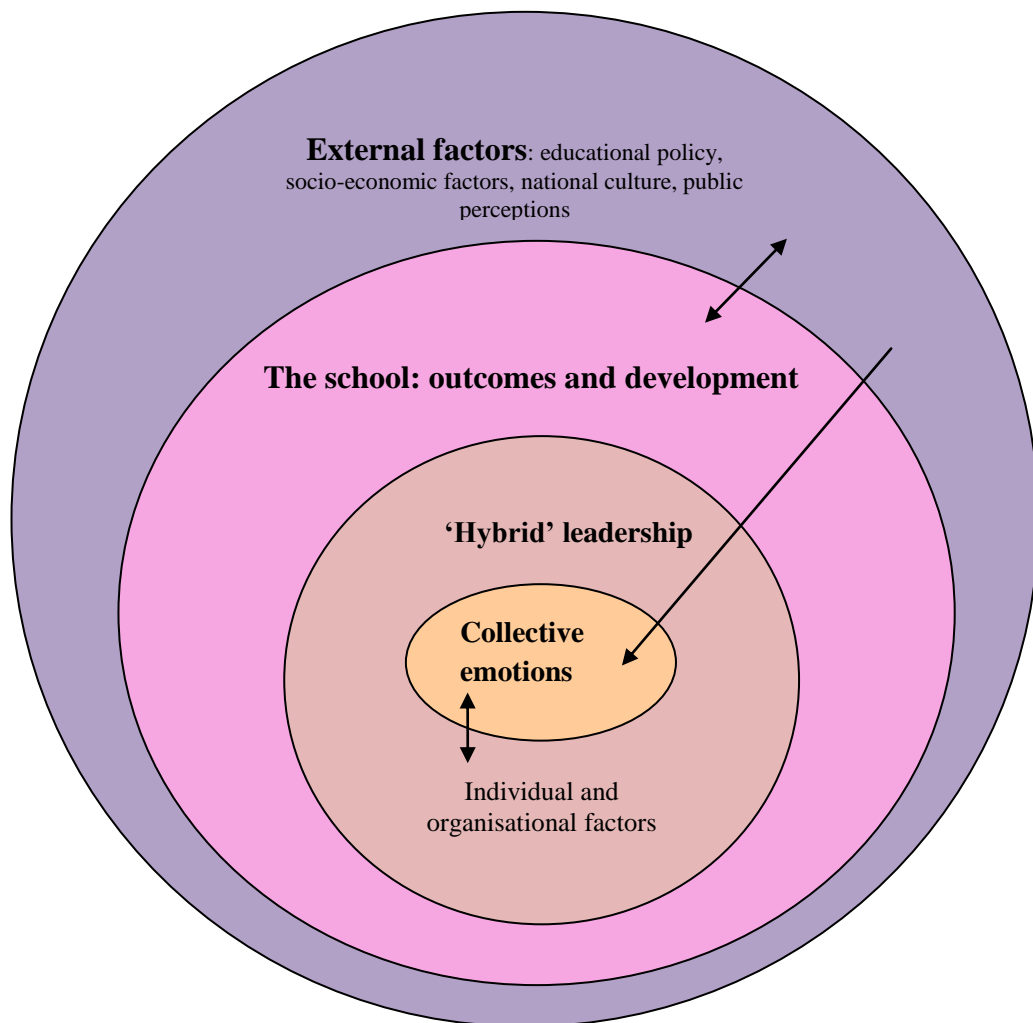 External factors: educational policy,
socio-economic factors, national culture, public
perceptions
The school: outcomes and development
‘Hybrid’ leadership
Collective
emotions
Individual and
organisational factors